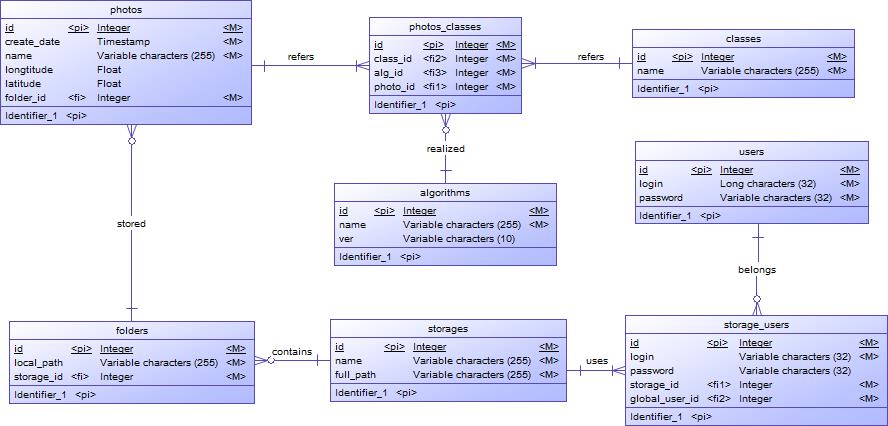 photos
id <pi> Integer <M>
create_date Timestamp <M>
name Variable characters (255) <M>
longtitude Float
latitude Float
folder_id <fi> Integer <M>
Identifier_1 <pi>
refers
photos_classes
id <pi> Integer <M>
class_id <fi2> Integer <M>
alg_id <fi3> Integer <M>
photo_id <fi1> Integer <M>
Identifier_1 <pi>
refers
classes
id <pi> Integer <M>
name Variable characters (255) <M>
Identifier_1 <pi>
realized
algorithms
id <pi> Integer <M>
name Variable characters (255) <M>
ver Variable characters (10)
Identifier_1 <pi>
users
id <pi> Integer <M>
login Long characters (32) <M>
password Variable characters (32) <M>
Identifier_1 <pi>
stored
belongs
folders
id <pi> Integer <M>
local_path Variable characters (255) <M>
storage_id <fi> Integer <M>
Identifier_1 <pi>
contains
storages
id <pi> Integer <M>
name Variable characters (255) <M>
full_path Variable characters (255) <M>
Identifier_1 <pi>
uses
storage_users
id <pi> Integer <M>
login Variable characters (32) <M>
password Variable characters (32)
storage_id <fi1> Integer <M>
global_user_id <fi2> Integer <M>
Identifier_1 <pi>